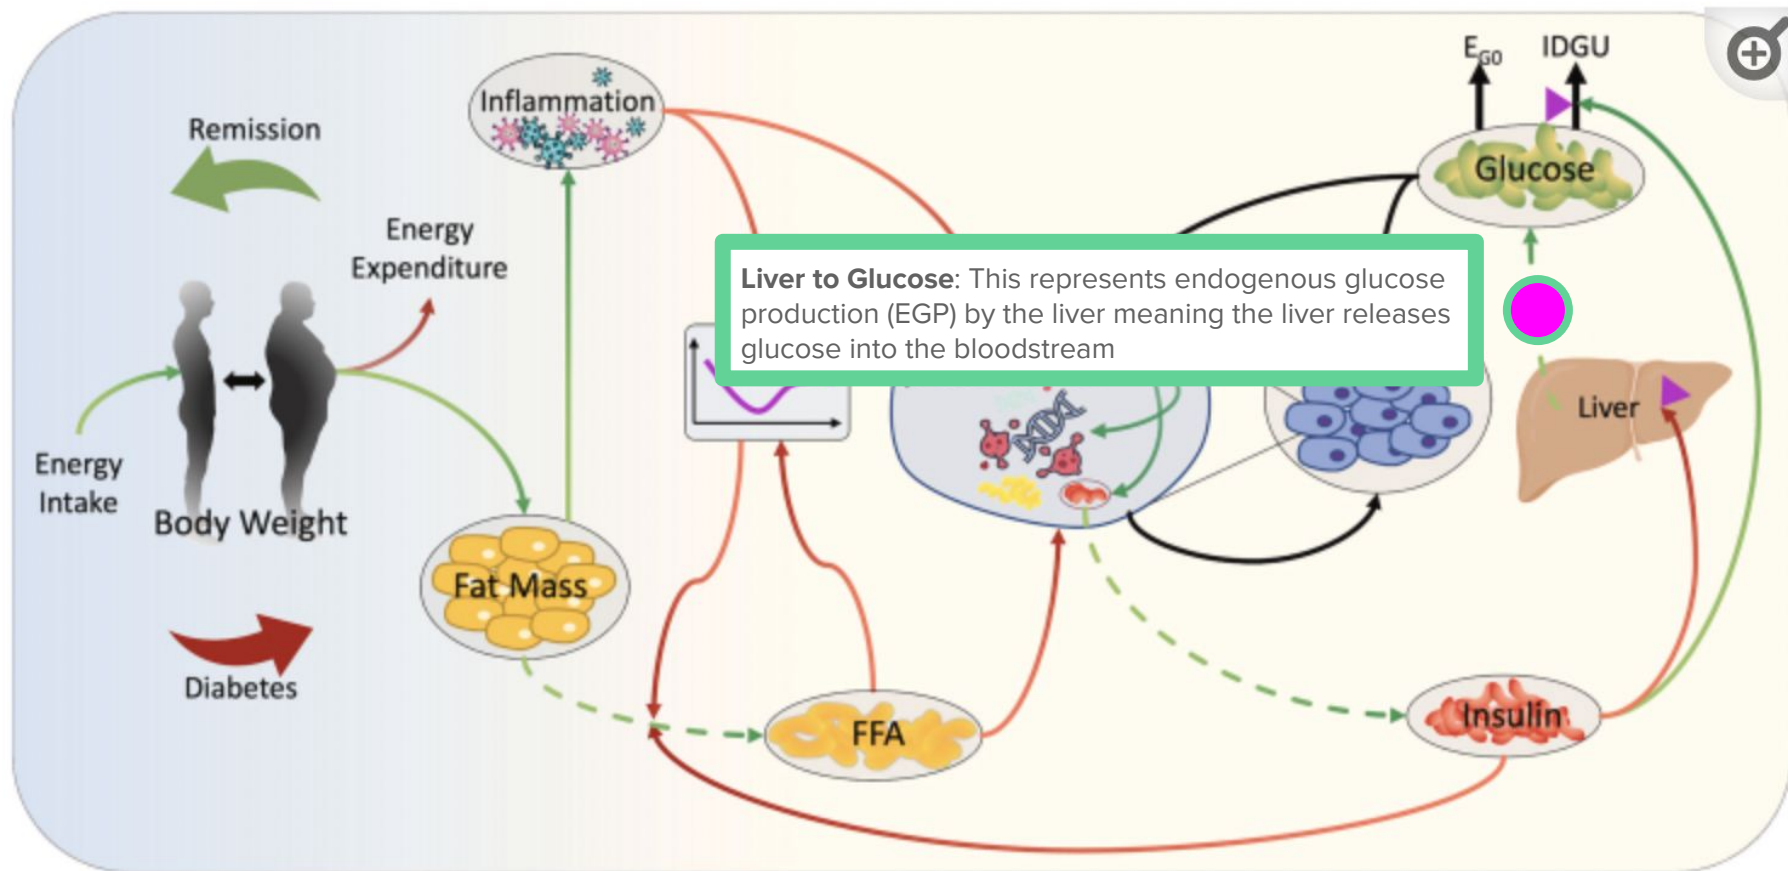 Remission
Energy
Expenditure
Energy
Intake
Body Weight
Diabetes
Inflammation
Fat Mass
FFA
E_G0
IDGU
Glucose
Liver to Glucose: This represents endogenous glucose
production (EGP) by the liver meaning the liver releases
glucose into the bloodstream
Liver
Insulin